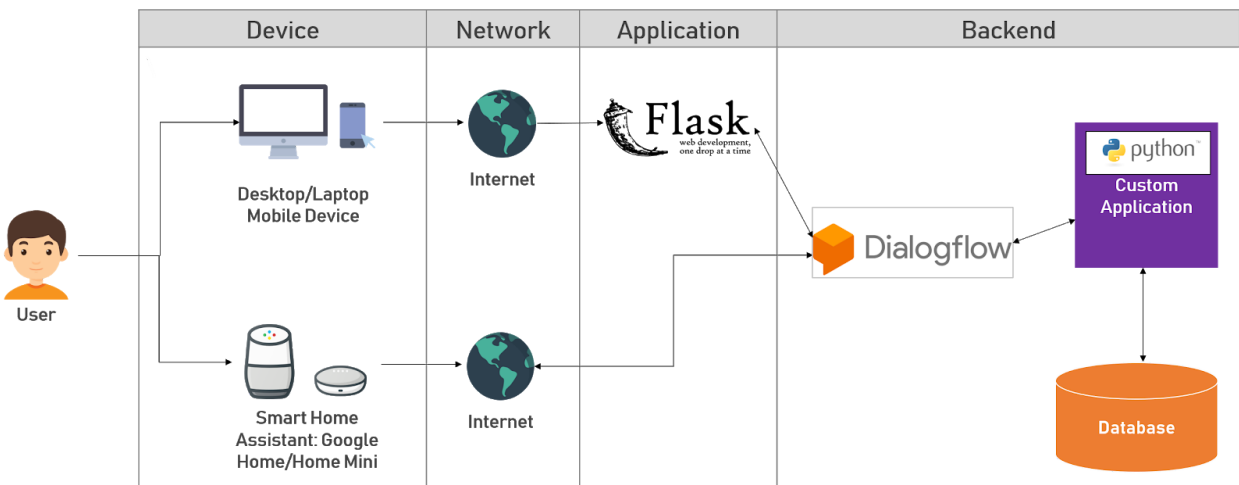 Device
Network
Application
Backend
Flask
web development,
one drop at a time
Internet
Desktop/Laptop
Mobile Device
python™
Custom
Application
Dialogflow
User
Smart Home
Assistant: Google
Home/Home Mini
Internet
Database